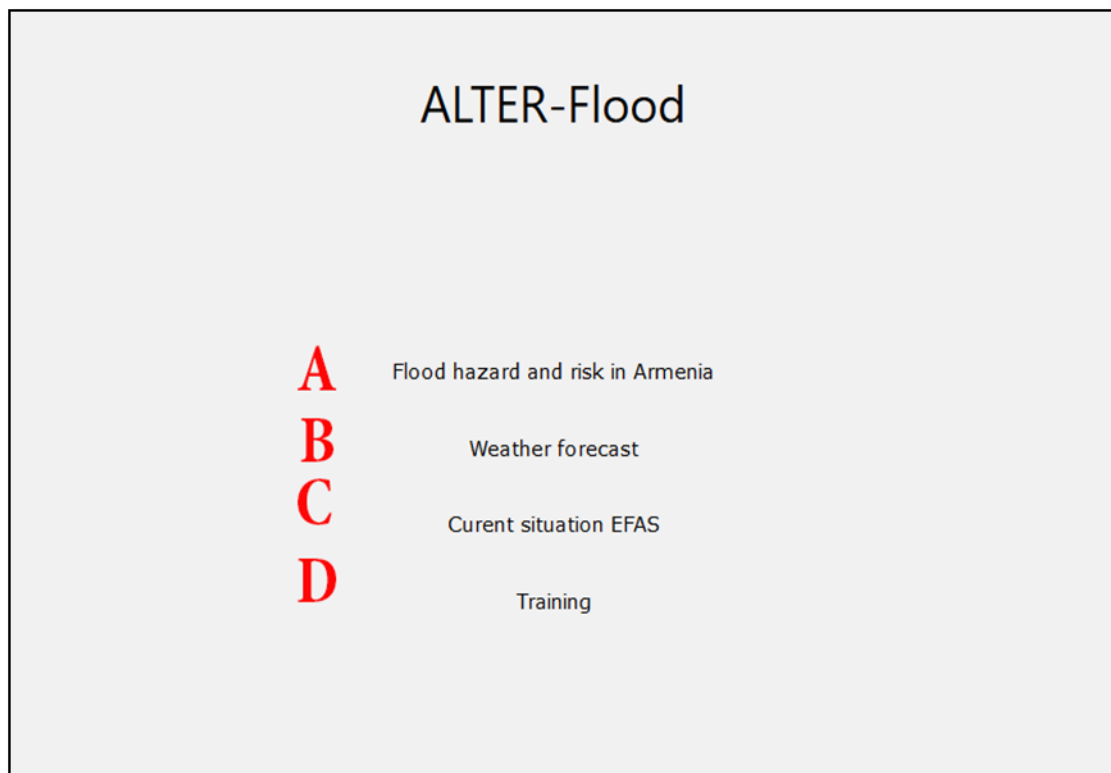 ALTER-Flood
A Flood hazard and risk in Armenia
B Weather forecast
C Curent situation EFAS
D Training